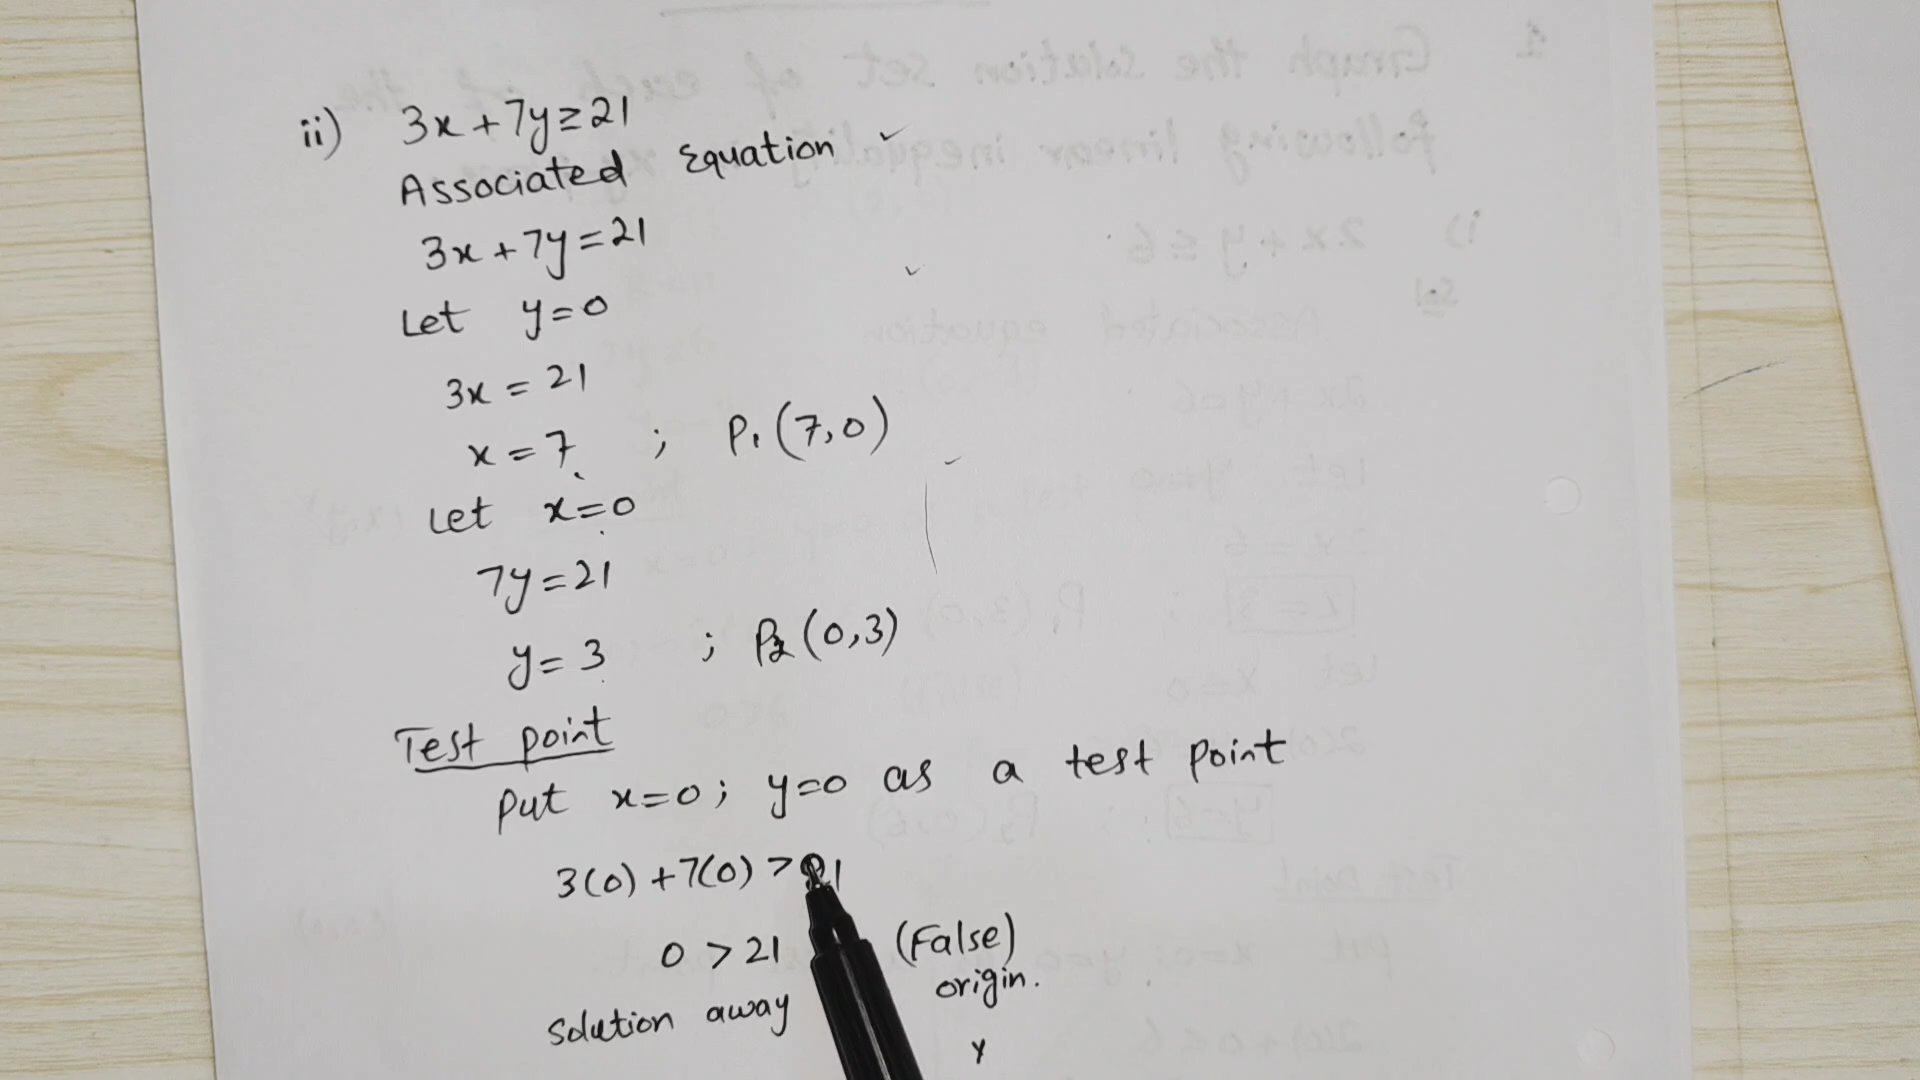 ii) 3x + 7y ≥ 21
Associated Equation
3x + 7y = 21
Let y = 0
3x = 21
x = 7 ; P₁ (7,0)
Let x = 0
7y = 21
y = 3 ; P₂ (0,3)
Test point
Put x = 0 ; y = 0 as a test point
3(0) + 7(0) > 21
0 > 21 (False)
solution away origin.
y